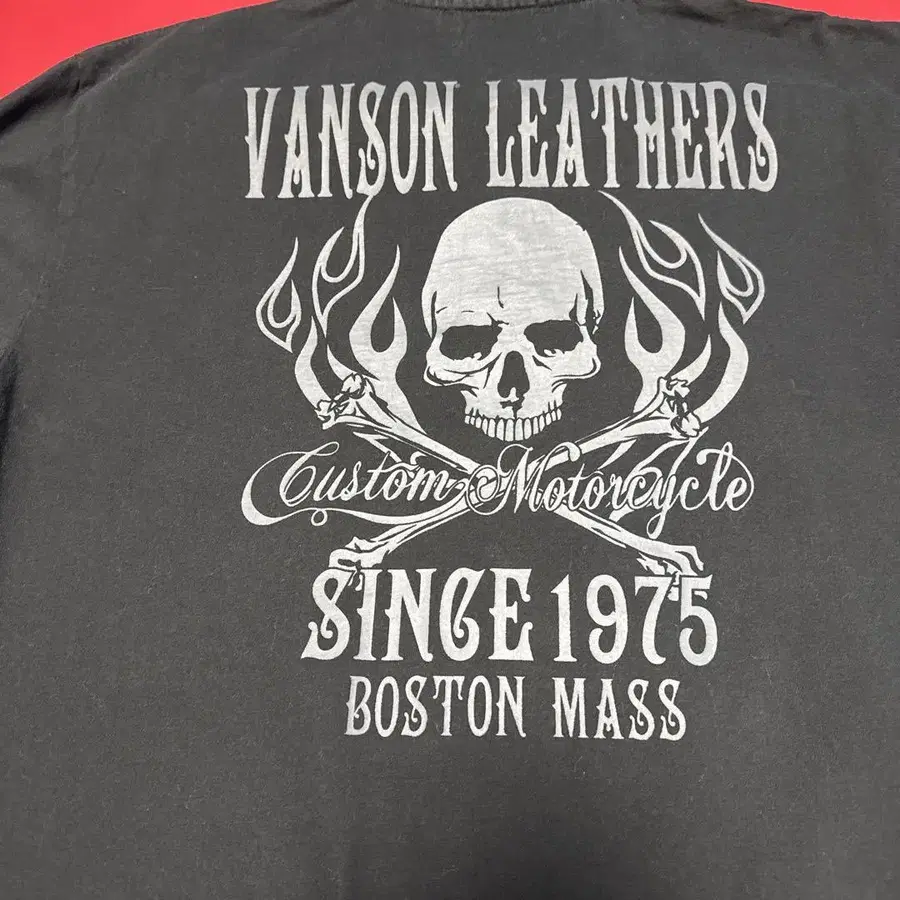 VANSON LEATHERS
Custom Motorcycle
SINCE 1975
BOSTON MASS